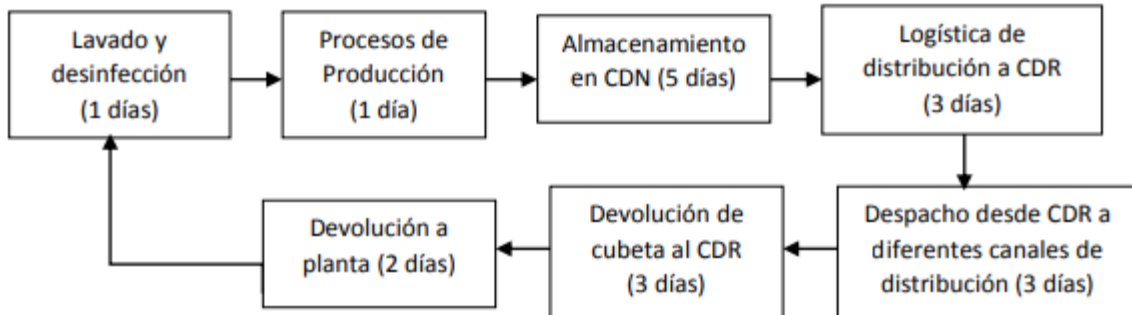 Lavado y
desinfección
(1 días)
Procesos de
Producción
(1 día)
Almacenamiento
en CDN (5 días)
Logística de
distribución a CDR
(3 días)
Despacho desde CDR a
diferentes canales de
distribución (3 días)
Devolución de
cubeta al CDR
(3 días)
Devolución a
planta (2 días)